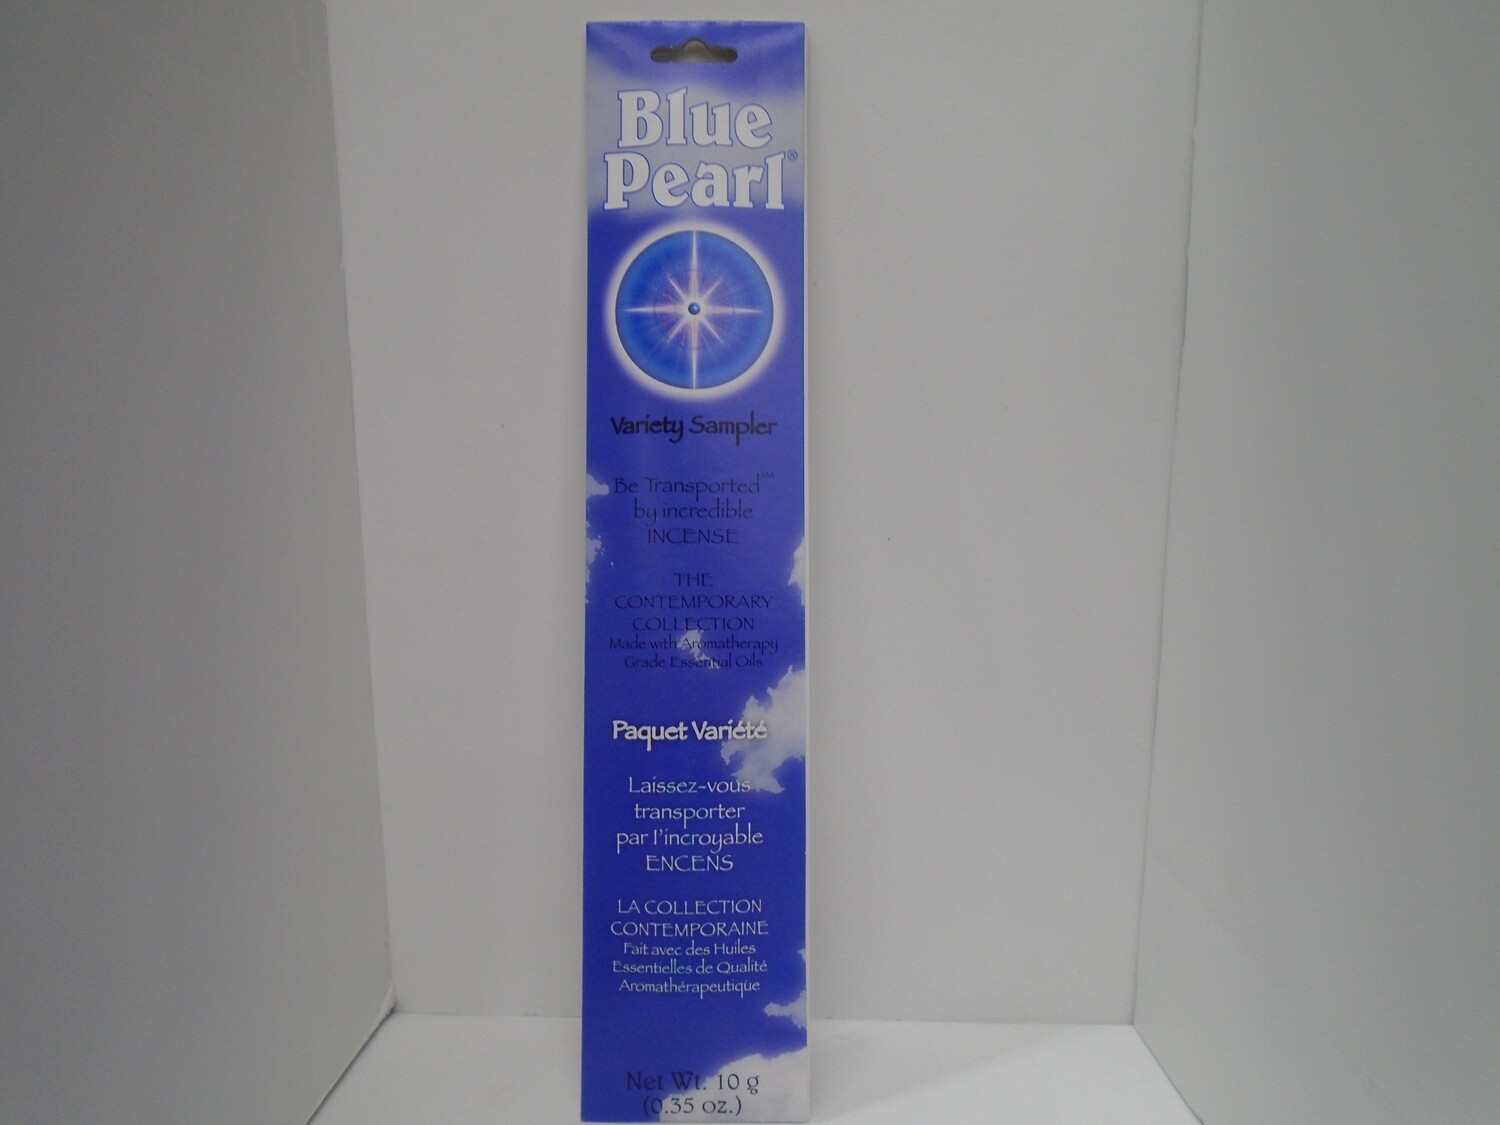 Blue
Pearl®
Variety Sampler
Be Transported℠
by incredible
INCENSE
THE
CONTEMPORARY
COLLECTION
Made with Aromatherapy
Grade Essential Oils
Paquet Variété
Laissez-vous
transporter
par l'incroyable
ENCENS
LA COLLECTION
CONTEMPORAINE
Fait avec des Huiles
Essentielles de Qualité
Aromathérapeutique
Net Wt. 10 g
(0.35 oz.)